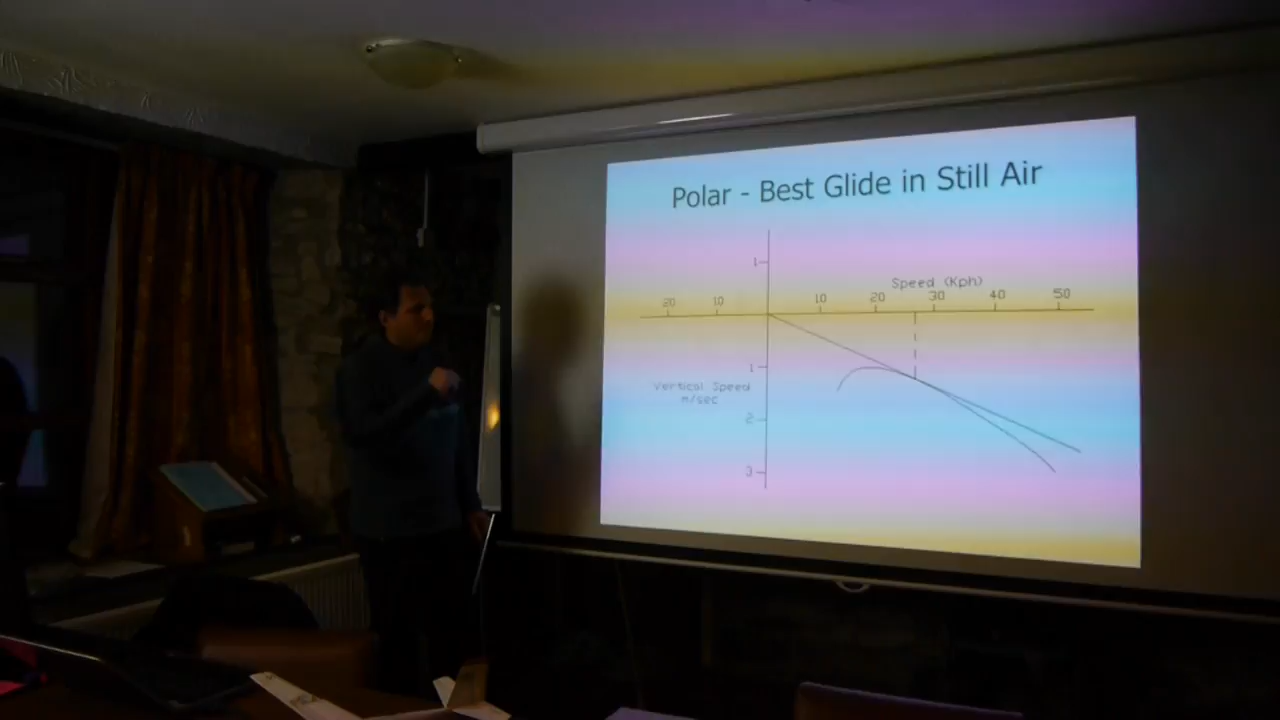 Polar - Best Glide in Still Air
1
Speed (Kph)
20 10 10 20 30 40 50
1
Vertical Speed
m/sec
2
3